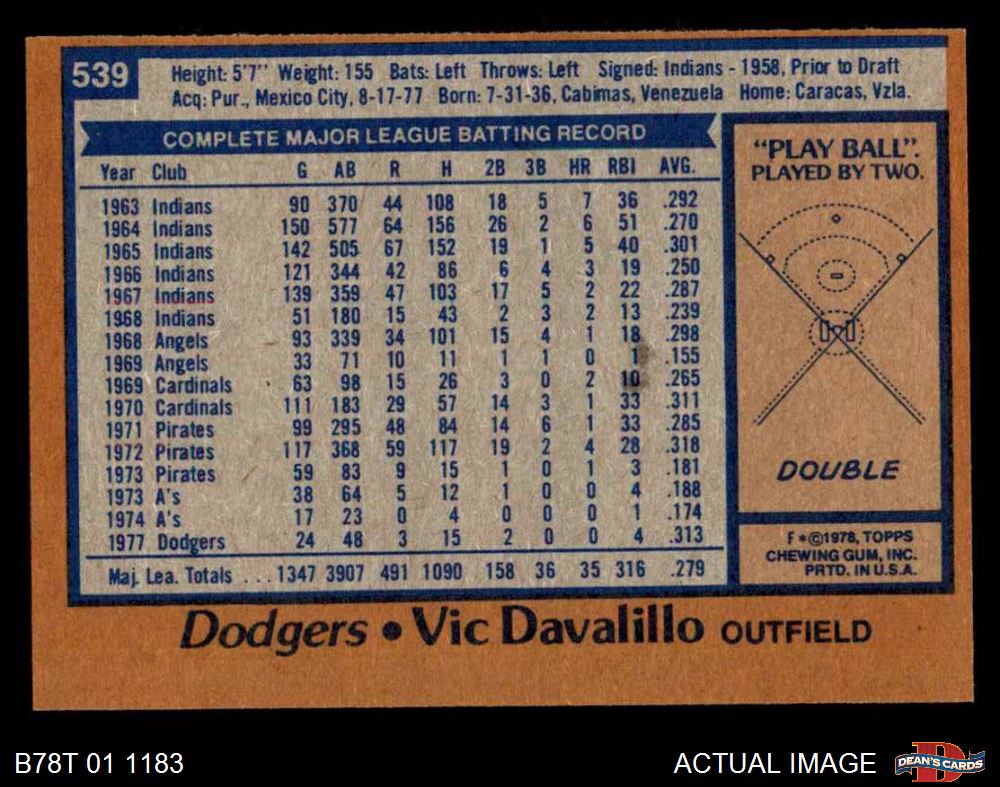 539
Height: 5'7" Weight: 155 Bats: Left Throws: Left Signed: Indians - 1958, Prior to Draft
Acq: Pur., Mexico City, 8-17-77 Born: 7-31-36, Cabimas, Venezuela Home: Caracas, Vzla.
COMPLETE MAJOR LEAGUE BATTING RECORD
Year Club G AB R H 2B 3B HR RBI AVG.
1963 Indians 90 370 44 108 18 5 7 36 .292
1964 Indians 150 577 64 156 26 2 6 51 .270
1965 Indians 142 505 67 152 19 1 5 40 .301
1966 Indians 121 344 42 86 6 4 3 19 .250
1967 Indians 139 359 47 103 17 5 2 22 .287
1968 Indians 51 180 15 43 2 3 2 13 .239
1968 Angels 93 339 34 101 15 4 1 18 .298
1969 Angels 33 71 10 11 1 1 0 1 .155
1969 Cardinals 63 98 15 26 3 0 2 10 .265
1970 Cardinals 111 183 29 57 14 3 1 33 .311
1971 Pirates 99 295 48 84 14 6 1 33 .285
1972 Pirates 117 368 59 117 19 2 4 28 .318
1973 Pirates 59 83 9 15 1 0 1 3 .181
1973 A's 38 64 5 12 1 0 0 4 .188
1974 A's 17 23 0 4 0 0 0 1 .174
1977 Dodgers 24 48 3 15 2 0 0 4 .313
Maj. Lea. Totals ... 1347 3907 491 1090 158 36 35 316 .279
"PLAY BALL".
PLAYED BY TWO.
DOUBLE
F *©1978, TOPPS
CHEWING GUM, INC.
PRTD. IN U.S.A.
Dodgers • Vic Davalillo OUTFIELD
B78T 01 1183
ACTUAL IMAGE
DEAN'S CARDS